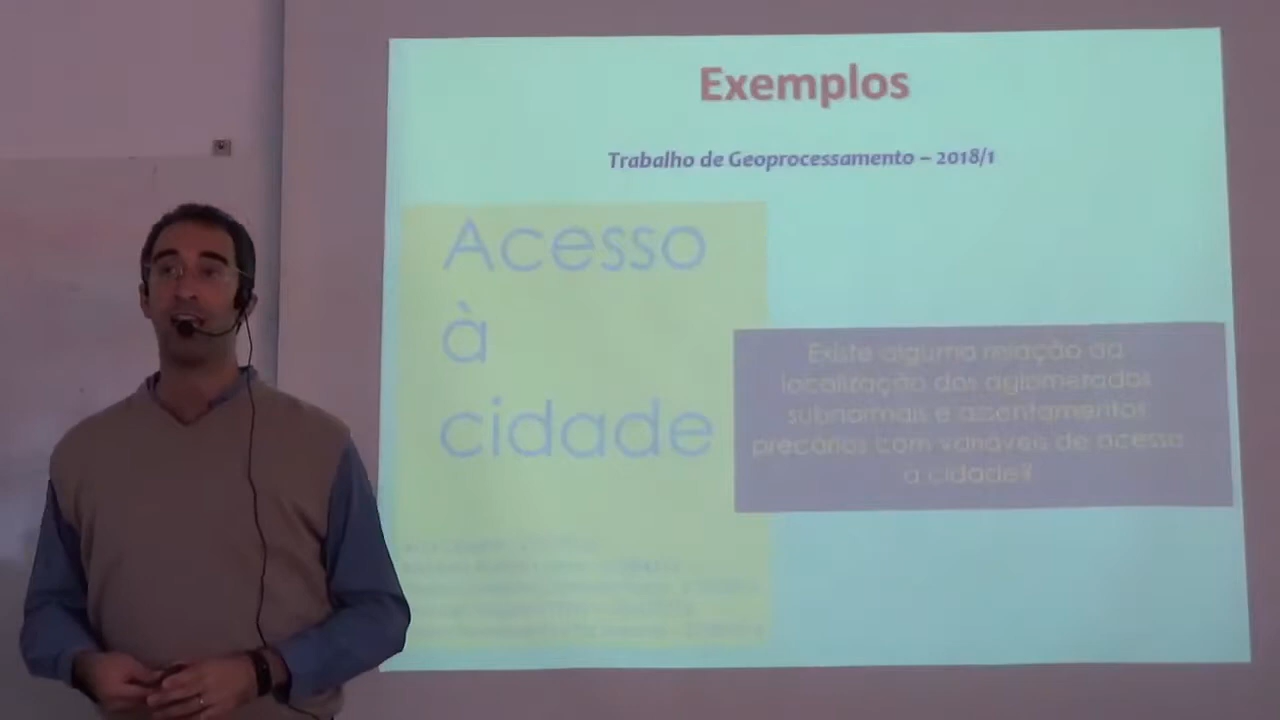 Exemplos
Trabalho de Geoprocessamento – 2018/1
Acesso
à
cidade
Existe alguma relação da
localização dos aglomerados
subnormais e assentamentos
precários com variáveis de acesso
a cidade?